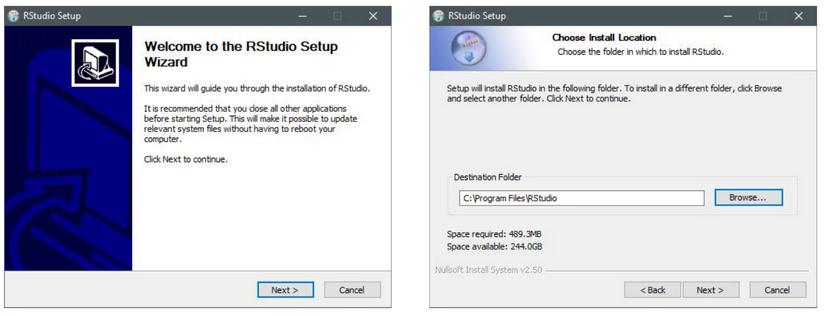 RStudio Setup
Welcome to the RStudio Setup
Wizard
This wizard will guide you through the installation of RStudio.
It is recommended that you close all other applications
before starting Setup. This will make it possible to update
relevant system files without having to reboot your
computer.
Click Next to continue.
Next >
Cancel
RStudio Setup
Choose Install Location
Choose the folder in which to install RStudio.
Setup will install RStudio in the following folder. To install in a different folder, click Browse
and select another folder. Click Next to continue.
Destination Folder
C:\Program Files\RStudio
Browse...
Space required: 489.3MB
Space available: 244.0GB
Nullsoft Install System v2.50
< Back
Next >
Cancel